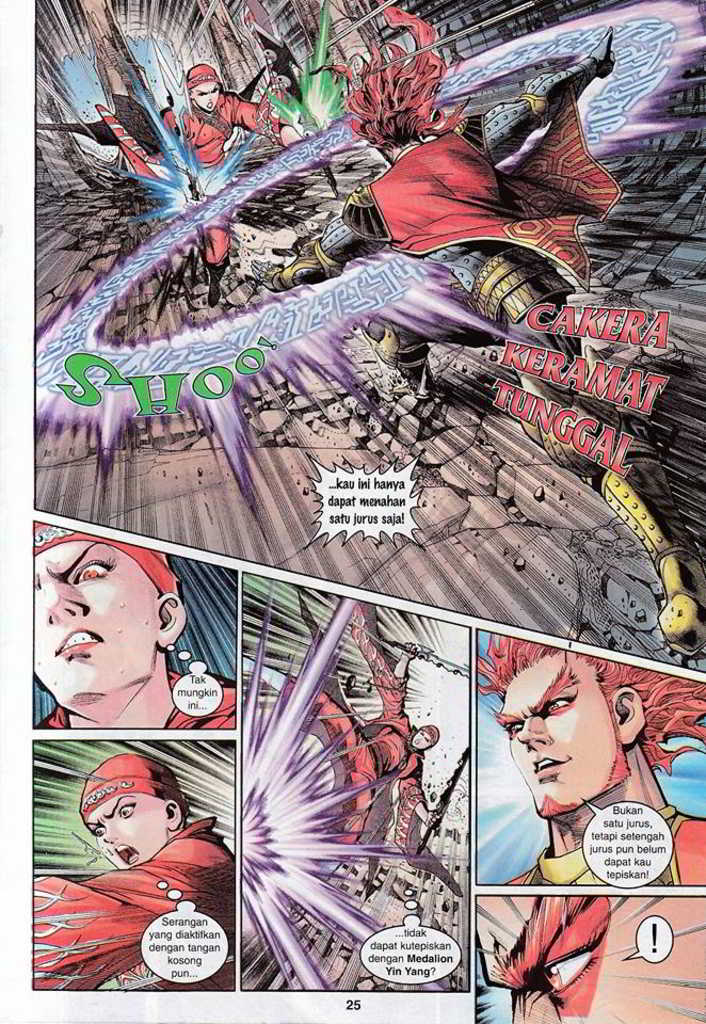 SHOO!
CAKERA
KERAMAT
TUNGGAL
...kau ini hanya
dapat menahan
satu jurus saja!
Tak
mungkin
ini...
Serangan
yang diaktifkan
dengan tangan
kosong
pun...
...tidak
dapat kutepiskan
dengan Medalion
Yin Yang?
Bukan
satu jurus,
tetapi setengah
jurus pun belum
dapat kau
tepiskan!
!
25